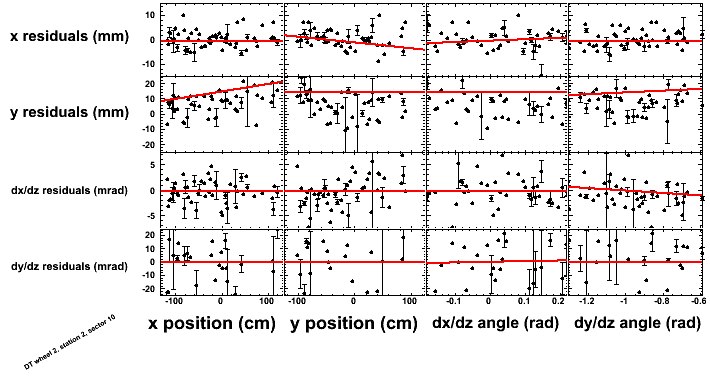 x residuals (mm)
10
0
-10
y residuals (mm)
20
10
0
-10
-20
dx/dz residuals (mrad)
5
0
-5
dy/dz residuals (mrad)
20
10
0
-10
-20
-100 0 100 -100 0 100 -0.1 0 0.1 0.2 -1.2 -1 -0.8 -0.6
x position (cm) y position (cm) dx/dz angle (rad) dy/dz angle (rad)
DT wheel 2, station 2, sector 10